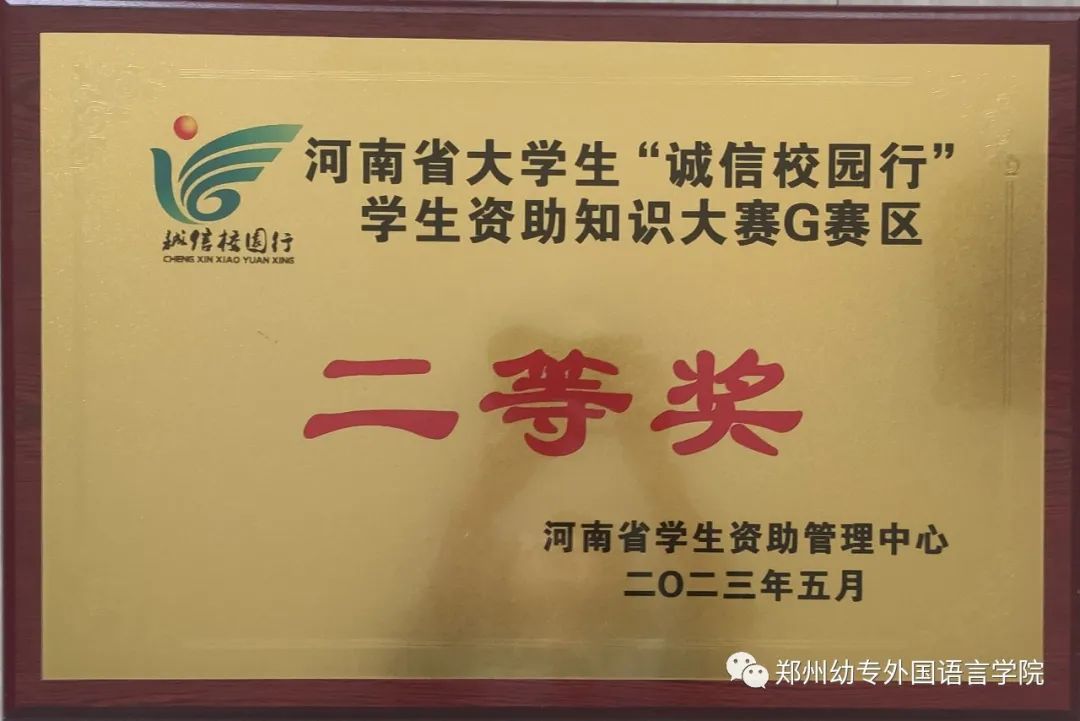 河南省大学生“诚信校园行”
学生资助知识大赛G赛区
诚信校园行
CHENG XIN XIAO YUAN XING
二等奖
河南省学生资助管理中心
二〇二三年五月
郑州幼专外国语言学院